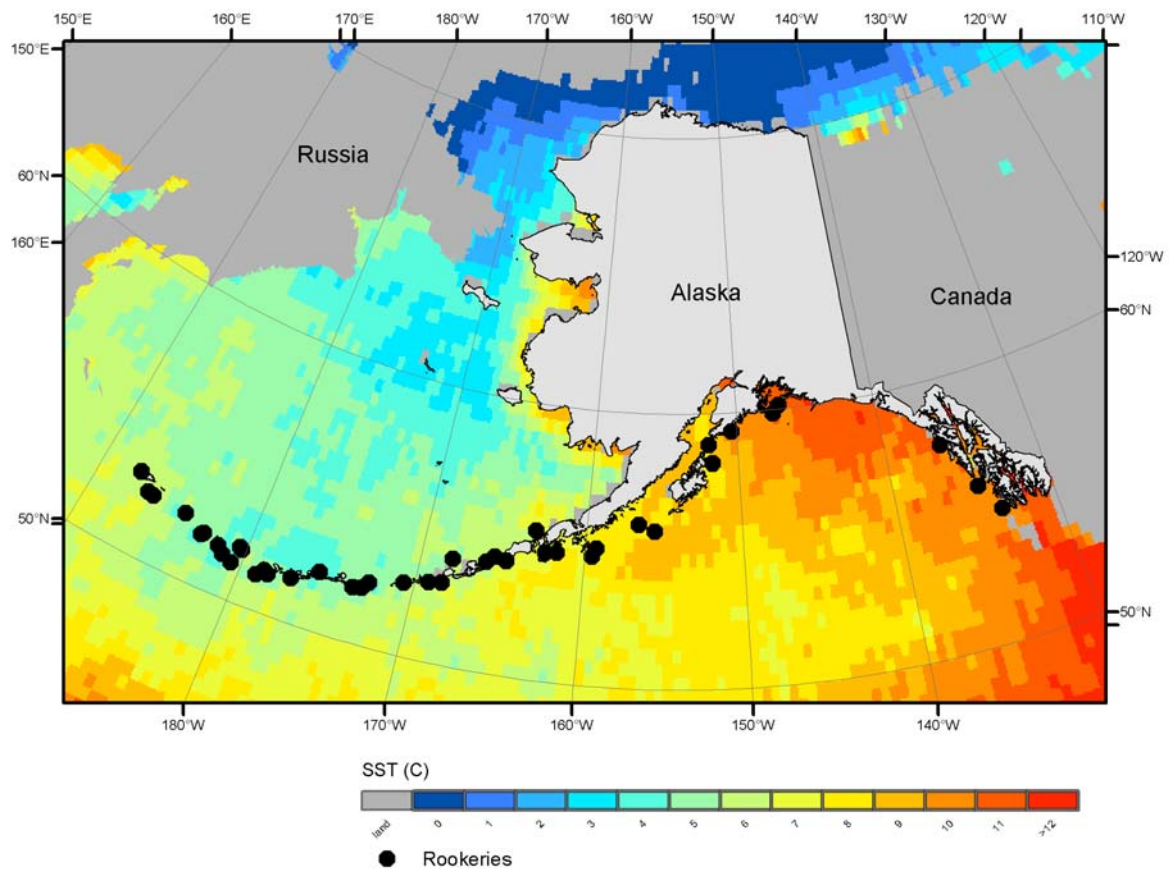 150°E 160°E 170°E 180°W 170°W 160°W 150°W 140°W 130°W 120°W 110°W
150°E
Russia
60°N
160°E
120°W
Alaska
Canada
60°N
50°N
50°N
180°W 170°W 160°W 150°W 140°W
SST (C)
land 0 1 2 3 4 5 6 7 8 9 10 11 >12
Rookeries